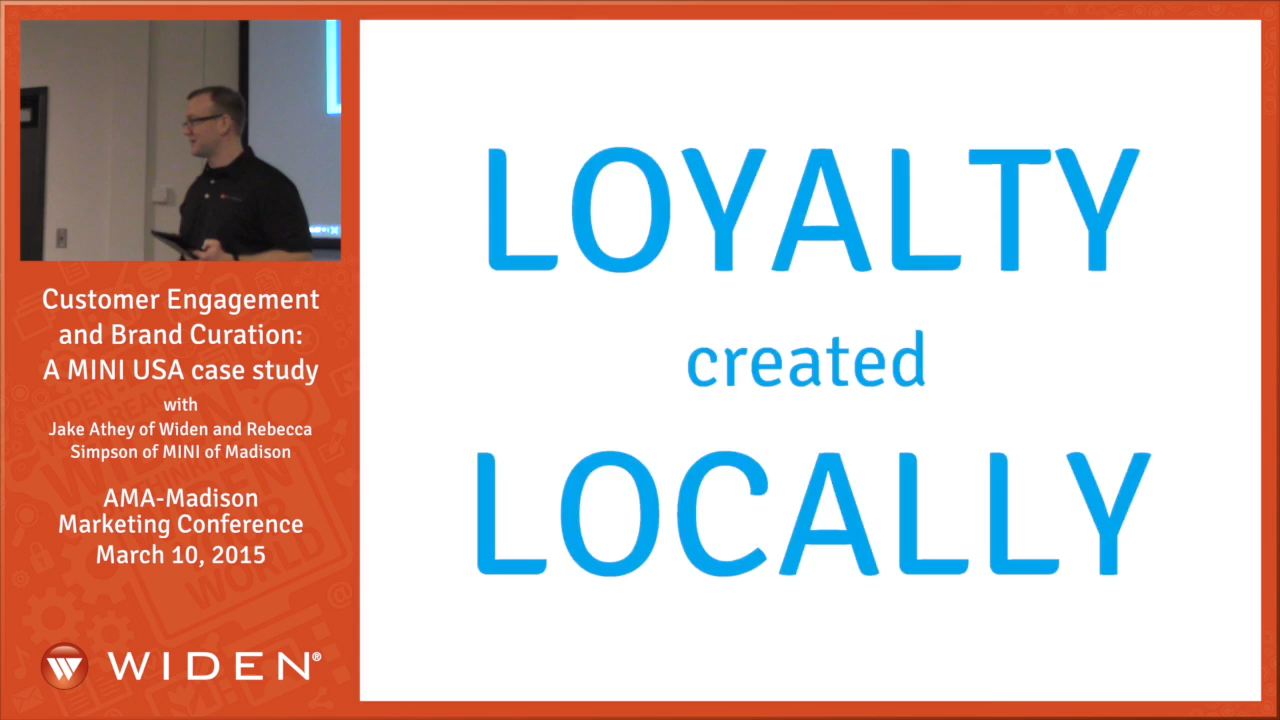 Customer Engagement
and Brand Curation:
A MINI USA case study
with
Jake Athey of Widen and Rebecca
Simpson of MINI of Madison
AMA-Madison
Marketing Conference
March 10, 2015
WIDEN®
LOYALTY
created
LOCALLY